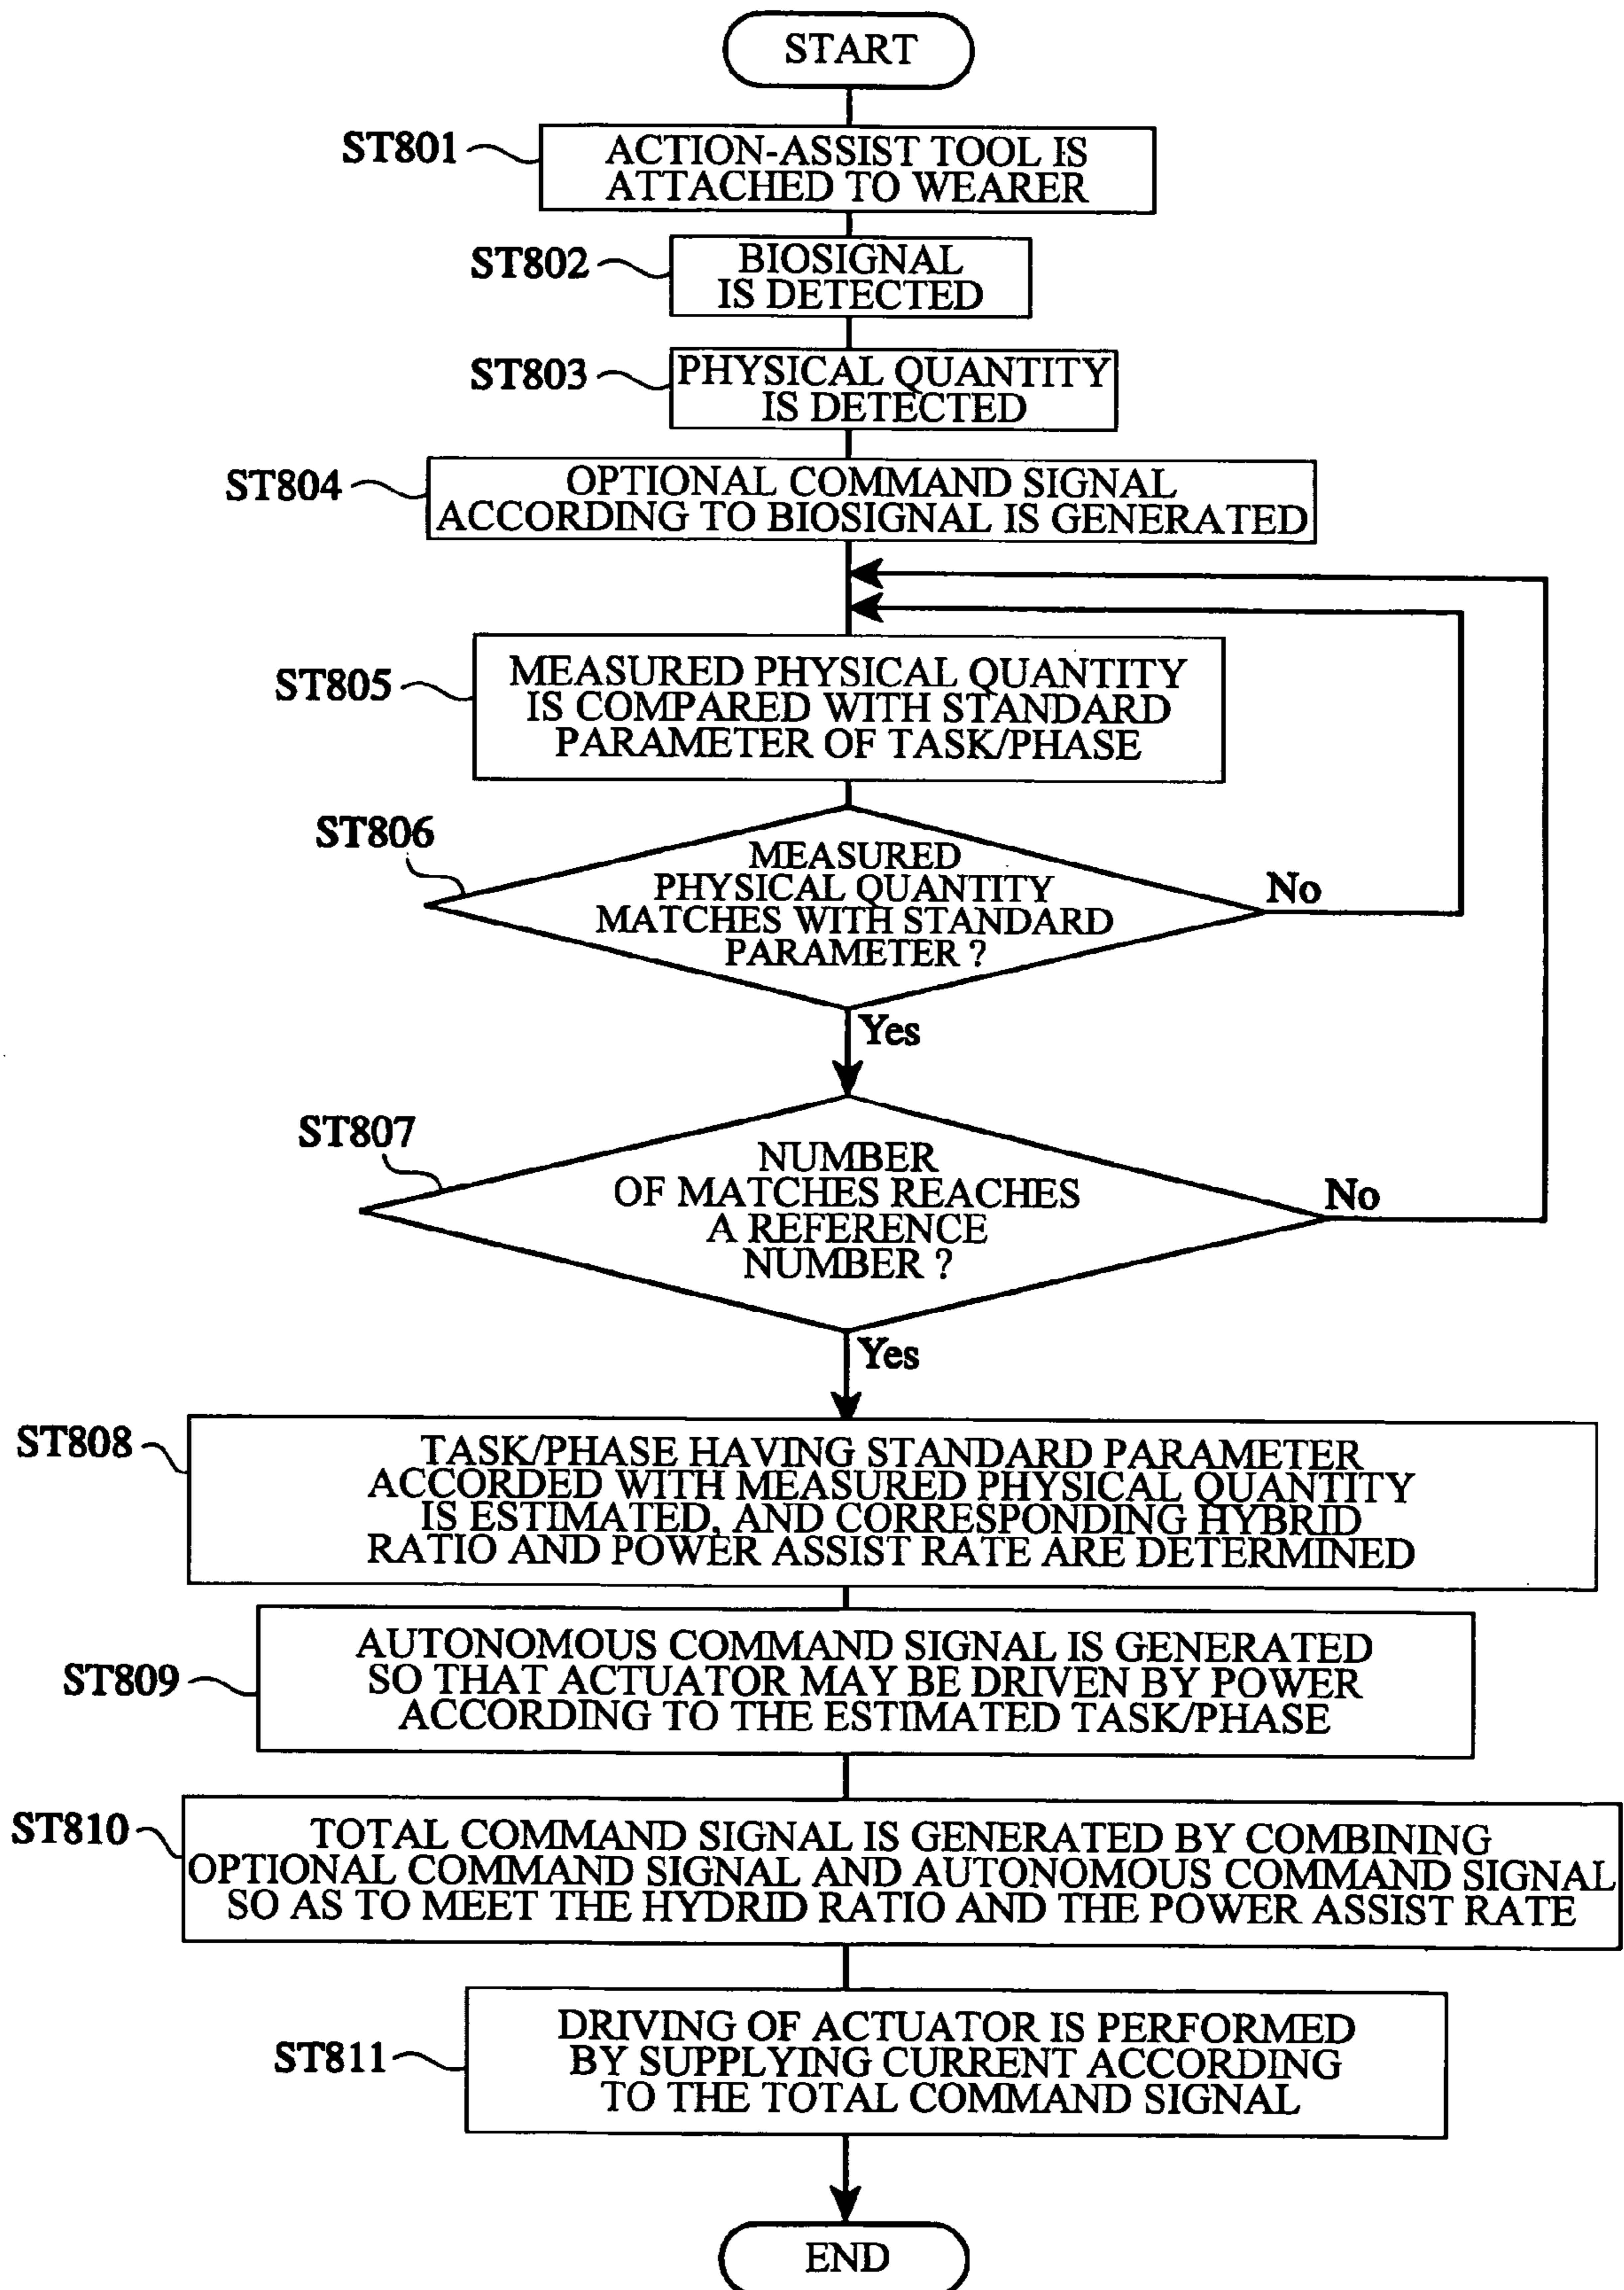 START
ST801
ACTION-ASSIST TOOL IS
ATTACHED TO WEARER
ST802
BIOSIGNAL
IS DETECTED
ST803
PHYSICAL QUANTITY
IS DETECTED
ST804
OPTIONAL COMMAND SIGNAL
ACCORDING TO BIOSIGNAL IS GENERATED
ST805
MEASURED PHYSICAL QUANTITY
IS COMPARED WITH STANDARD
PARAMETER OF TASK/PHASE
ST806
MEASURED
PHYSICAL QUANTITY
MATCHES WITH STANDARD
PARAMETER ?
No
Yes
ST807
NUMBER
OF MATCHES REACHES
A REFERENCE
NUMBER ?
No
Yes
ST808
TASK/PHASE HAVING STANDARD PARAMETER
ACCORDED WITH MEASURED PHYSICAL QUANTITY
IS ESTIMATED, AND CORRESPONDING HYBRID
RATIO AND POWER ASSIST RATE ARE DETERMINED
ST809
AUTONOMOUS COMMAND SIGNAL IS GENERATED
SO THAT ACTUATOR MAY BE DRIVEN BY POWER
ACCORDING TO THE ESTIMATED TASK/PHASE
ST810
TOTAL COMMAND SIGNAL IS GENERATED BY COMBINING
OPTIONAL COMMAND SIGNAL AND AUTONOMOUS COMMAND SIGNAL
SO AS TO MEET THE HYDRID RATIO AND THE POWER ASSIST RATE
ST811
DRIVING OF ACTUATOR IS PERFORMED
BY SUPPLYING CURRENT ACCORDING
TO THE TOTAL COMMAND SIGNAL
END